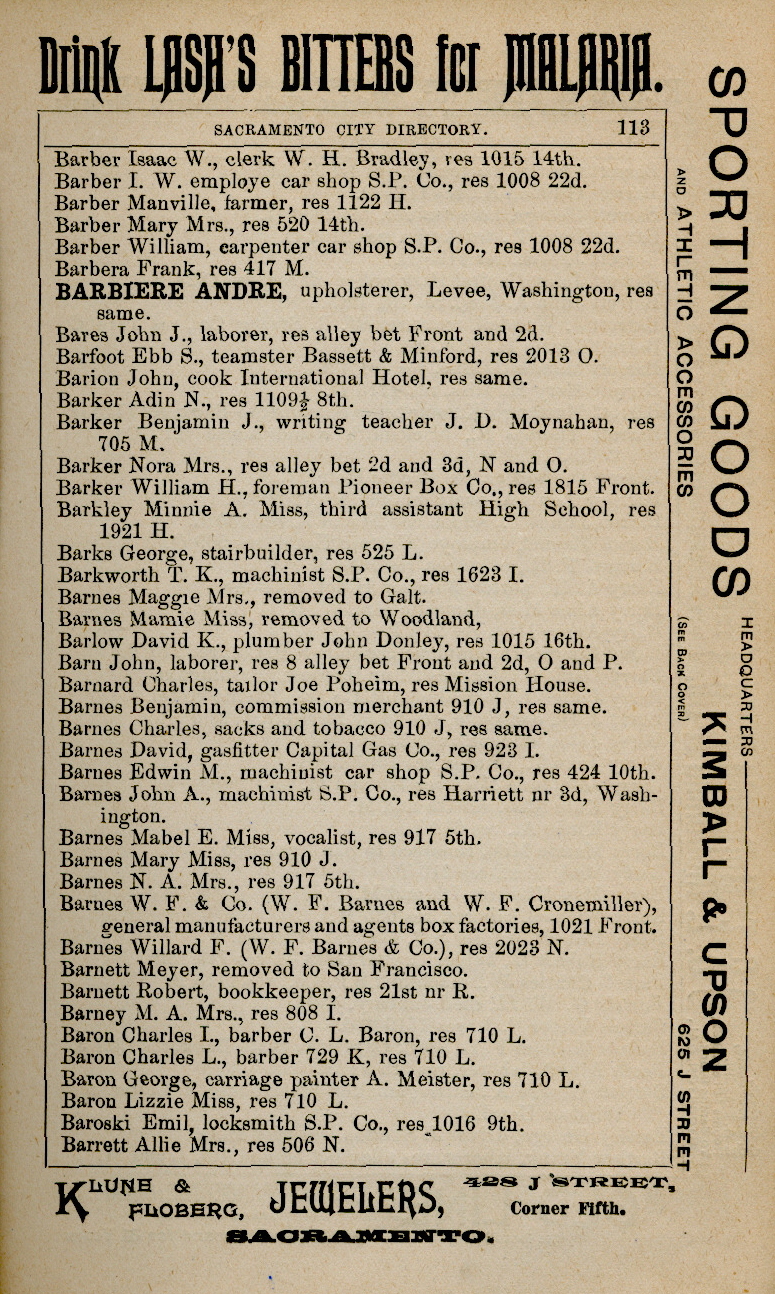 Drink LASH'S BITTERS for MALARIA.
SACRAMENTO CITY DIRECTORY. 113
Barber Isaac W., clerk W. H. Bradley, res 1015 14th.
Barber I. W. employe car shop S.P. Co., res 1008 22d.
Barber Manville, farmer, res 1122 H.
Barber Mary Mrs., res 520 14th.
Barber William, carpenter car shop S.P. Co., res 1008 22d.
Barbera Frank, res 417 M.
BARBIERE ANDRE, upholsterer, Levee, Washington, res
same.
Bares John J., laborer, res alley bet Front and 2d.
Barfoot Ebb S., teamster Bassett & Minford, res 2013 O.
Barion John, cook International Hotel, res same.
Barker Adin N., res 1109½ 8th.
Barker Benjamin J., writing teacher J. D. Moynahan, res
705 M.
Barker Nora Mrs., res alley bet 2d and 3d, N and O.
Barker William H., foreman Pioneer Box Co., res 1815 Front.
Barkley Minnie A. Miss, third assistant High School, res
1921 H.
Barks George, stairbuilder, res 525 L.
Barkworth T. K., machinist S.P. Co., res 1623 I.
Barnes Maggie Mrs., removed to Galt.
Barnes Mamie Miss, removed to Woodland,
Barlow David K., plumber John Donley, res 1015 16th.
Barn John, laborer, res 8 alley bet Front and 2d, O and P.
Barnard Charles, tailor Joe Poheim, res Mission House.
Barnes Benjamin, commission merchant 910 J, res same.
Barnes Charles, sacks and tobacco 910 J, res same.
Barnes David, gasfitter Capital Gas Co., res 923 I.
Barnes Edwin M., machinist car shop S.P. Co., res 424 10th.
Barnes John A., machinist S.P. Co., res Harriett nr 3d, Wash-
ington.
Barnes Mabel E. Miss, vocalist, res 917 5th.
Barnes Mary Miss, res 910 J.
Barnes N. A. Mrs., res 917 5th.
Barnes W. F. & Co. (W. F. Barnes and W. F. Cronemiller),
general manufacturers and agents box factories, 1021 Front.
Barnes Willard F. (W. F. Barnes & Co.), res 2023 N.
Barnett Meyer, removed to San Francisco.
Barnett Robert, bookkeeper, res 21st nr R.
Barney M. A. Mrs., res 808 I.
Baron Charles I., barber C. L. Baron, res 710 L.
Baron Charles L., barber 729 K, res 710 L.
Baron George, carriage painter A. Meister, res 710 L.
Baron Lizzie Miss, res 710 L.
Baroski Emil, locksmith S.P. Co., res 1016 9th.
Barrett Allie Mrs., res 506 N.
KLUNE & FLOBERG, JEWELERS, 428 J STREET,
Corner Fifth.
SACRAMENTO.
SPORTING GOODS
AND ATHLETIC ACCESSORIES
HEADQUARTERS
(SEE BACK COVER)
KIMBALL & UPSON
625 J STREET